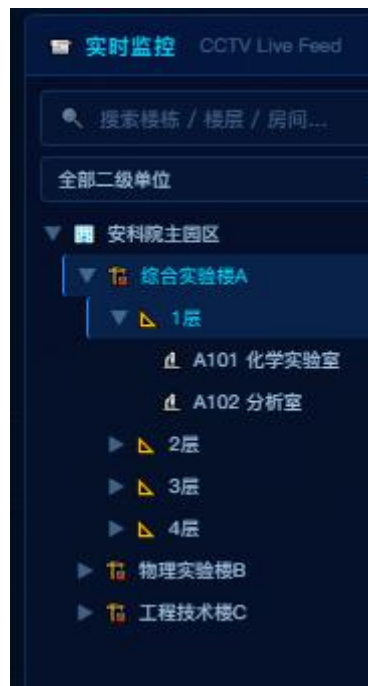 实时监控 CCTV Live Feed
搜索楼栋 / 楼层 / 房间...
全部二级单位
安科院主园区
综合实验楼A
1层
A101 化学实验室
A102 分析室
2层
3层
4层
物理实验楼B
工程技术楼C